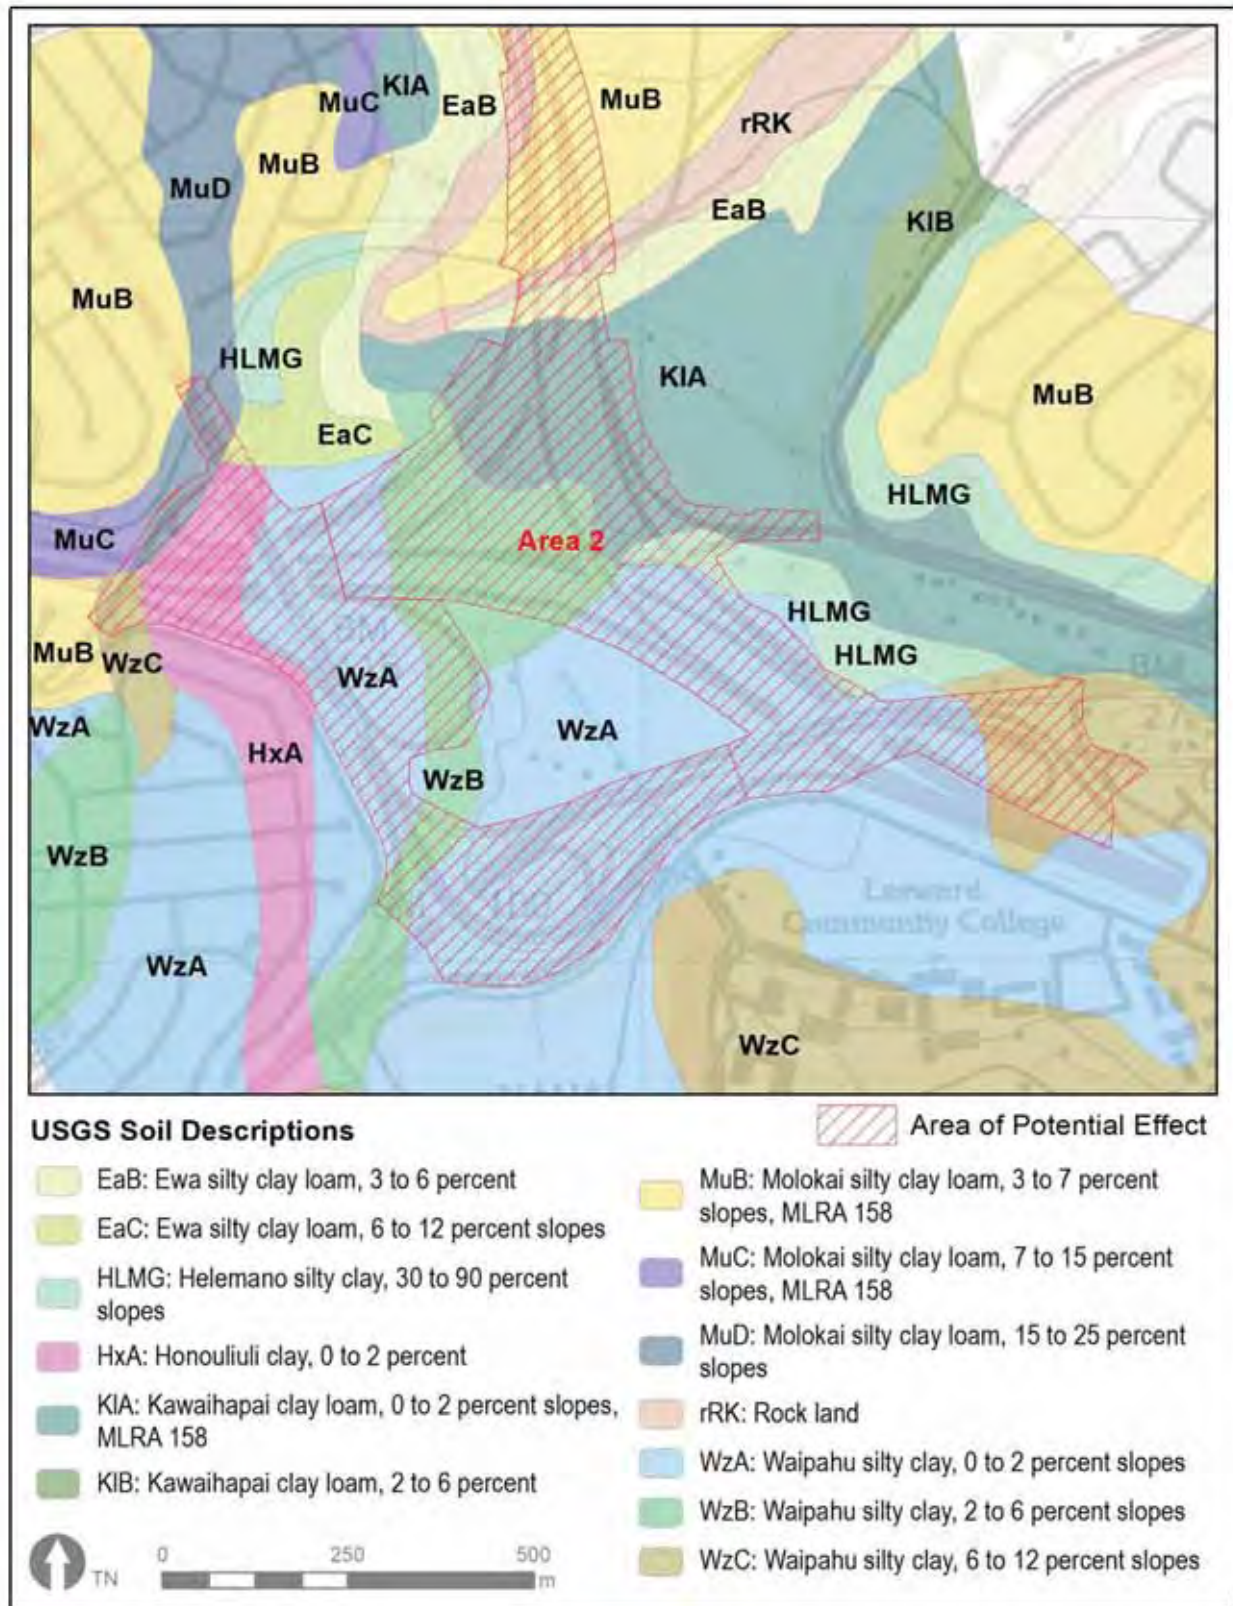 MuC
KlA
EaB
MuB
rRK
MuB
MuD
EaB
KlB
MuB
HLMG
KlA
MuB
EaC
HLMG
MuC
Area 2
HLMG
MuB
WzC
BM
HLMG
WzA
WzA
WzA
HxA
WzB
WzB
Leeward
Community College
WzA
WzC
USGS Soil Descriptions
Area of Potential Effect
EaB: Ewa silty clay loam, 3 to 6 percent
EaC: Ewa silty clay loam, 6 to 12 percent slopes
HLMG: Helemano silty clay, 30 to 90 percent
slopes
HxA: Honouliuli clay, 0 to 2 percent
KlA: Kawaihapai clay loam, 0 to 2 percent slopes,
MLRA 158
KlB: Kawaihapai clay loam, 2 to 6 percent
MuB: Molokai silty clay loam, 3 to 7 percent
slopes, MLRA 158
MuC: Molokai silty clay loam, 7 to 15 percent
slopes, MLRA 158
MuD: Molokai silty clay loam, 15 to 25 percent
slopes
rRK: Rock land
WzA: Waipahu silty clay, 0 to 2 percent slopes
WzB: Waipahu silty clay, 2 to 6 percent slopes
WzC: Waipahu silty clay, 6 to 12 percent slopes
TN
0 250 500
m